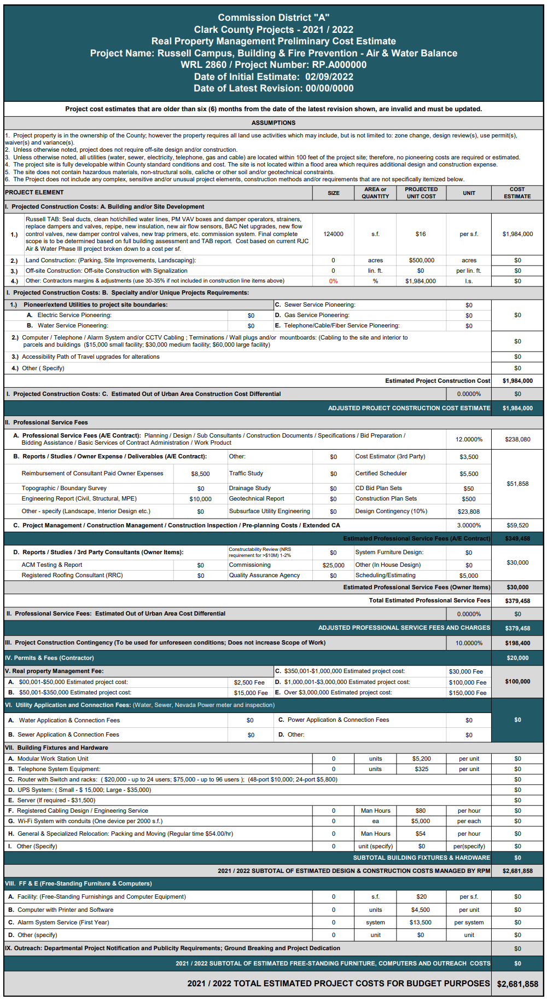 Commission District "A"
Clark County Projects - 2021 / 2022
Real Property Management Preliminary Cost Estimate
Project Name: Russell Campus, Building & Fire Prevention - Air & Water Balance
WRL 2860 / Project Number: RP.A000000
Date of Initial Estimate: 02/09/2022
Date of Latest Revision: 00/00/0000
Project cost estimates that are older than six (6) months from the date of the latest revision shown, are invalid and must be updated.
ASSUMPTIONS
1. Project property is in the ownership of the County; however the property requires all land use activities which may include, but is not limited to: zone change, design review(s), use permit(s),
waiver(s) and variance(s).
2. Unless otherwise noted, project does not require off-site design and/or construction.
3. Unless otherwise noted, all utilities (water, sewer, electricity, telephone, gas and cable) are located within 100 feet of the project site; therefore, no pioneering costs are required or estimated.
4. The project site is fully developable within County standard conditions and cost. The site is not located within a flood area which requires additional design and construction expense.
5. The site does not contain hazardous materials, non-structural soils, caliche or other soil and/or geotechnical constraints.
6. The Project does not include any complex, sensitive and/or unusual project elements, construction methods and/or requirements that are not specifically itemized below.
PROJECT ELEMENT SIZE AREA or QUANTITY PROJECTED UNIT COST UNIT COST ESTIMATE
I. Projected Construction Costs: A. Building and/or Site Development
1.) Russell TAB: Seal ducts, clean hot/chilled water lines, PM VAV boxes and damper operators, strainers,
replace dampers and valves, repipe, new insulation, new air flow sensors, BAC Net upgrades, new flow
control valves, new damper control valves, new trap primers, etc. commission system. Final complete
scope is to be determined based on full building assessment and TAB report. Cost based on current RJC
Air & Water Phase III project broken down to a cost per sf.
124000 s.f. $16 per s.f. $1,984,000
2.) Land Construction: (Parking, Site Improvements, Landscaping): 0 acres $500,000 acres $0
3.) Off-site Construction: Off-site Construction with Signalization 0 lin. ft. $0 per lin. ft. $0
4.) Other: Contractors margins & adjustments (use 30-35% if not included in construction line items above) 0% % $1,984,000 l.s. $0
I. Projected Construction Costs: B. Specialty and/or Unique Projects Requirements:
1.) Pioneer/extend Utilities to project site boundaries: C. Sewer Service Pioneering: $0
A. Electric Service Pioneering: $0 D. Gas Service Pioneering: $0 $0
B. Water Service Pioneering: $0 E. Telephone/Cable/Fiber Service Pioneering: $0
2.) Computer / Telephone / Alarm System and/or CCTV Cabling ; Terminations / Wall plugs and/or mountboards: (Cabling to the site and interior to
parcels and buildings ($15,000 small facility; $30,000 medium facility; $60,000 large facility) $0
3.) Accessibility Path of Travel upgrades for alterations $0
4.) Other ( Specify) $0
Estimated Project Construction Cost $1,984,000
I. Projected Construction Costs: C. Estimated Out of Urban Area Construction Cost Differential 0.0000% $0
ADJUSTED PROJECT CONSTRUCTION COST ESTIMATE $1,984,000
II. Professional Service Fees
A. Professional Service Fees (A/E Contract): Planning / Design / Sub Consultants / Construction Documents / Specifications / Bid Preparation /
Bidding Assistance / Basic Services of Contract Administration / Work Product 12.0000% $238,080
B. Reports / Studies / Owner Expense / Deliverables (A/E Contract): Other: $0 Cost Estimator (3rd Party) $3,500
Reimbursement of Consultant Paid Owner Expenses $8,500 Traffic Study $0 Certified Scheduler $5,500
$51,858
Topographic / Boundary Survey $0 Drainage Study $0 CD Bid Plan Sets $50
Engineering Report (Civil, Structural, MPE) $10,000 Geotechnical Report $0 Construction Plan Sets $500
Other - specify (Landscape, Interior Design etc.) $0 Subsurface Utility Engineering $0 Design Contingency (10%) $23,808
C. Project Management / Construction Management / Construction Inspection / Pre-planning Costs / Extended CA 3.0000% $59,520
Estimated Professional Service Fees (A/E Contract) $349,458
D. Reports / Studies / 3rd Party Consultants (Owner Items): Constructability Review (NRS requirement for >$10M) 1-2% $0 System Furniture Design: $0
ACM Testing & Report $0 Commissioning $25,000 Other (In House Design) $0 $30,000
Registered Roofing Consultant (RRC) $0 Quality Assurance Agency $0 Scheduling/Estimating $5,000
Estimated Professional Service Fees (Owner Items) $30,000
Total Estimated Professional Service Fees $379,458
II. Professional Service Fees: Estimated Out of Urban Area Cost Differential 0.0000% $0
ADJUSTED PROFESSIONAL SERVICE FEES AND CHARGES $379,458
III. Project Construction Contingency (To be used for unforeseen conditions; Does not increase Scope of Work) 10.0000% $198,400
IV. Permits & Fees (Contractor) $20,000
V. Real property Management Fee: C. $350,001-$1,000,000 Estimated project cost: $30,000 Fee
A. $00,001-$50,000 Estimated project cost: $2,500 Fee D. $1,000,001-$3,000,000 Estimated project cost: $100,000 Fee $100,000
B. $50,001-$350,000 Estimated project cost: $15,000 Fee E. Over $3,000,000 Estimated project cost: $150,000 Fee
VI. Utility Application and Connection Fees: (Water, Sewer, Nevada Power meter and inspection)
A. Water Application & Connection Fees $0 C. Power Application & Connection Fees $0 $0
B. Sewer Application & Connection Fees $0 D. Other: $0
VII. Building Fixtures and Hardware
A. Modular Work Station Unit 0 units $5,200 per unit $0
B. Telephone System Equipment: 0 units $325 per unit $0
C. Router with Switch and racks: ( $20,000 - up to 24 users; $75,000 - up to 96 users ); (48-port $10,000; 24-port $5,800) $0
D. UPS System: ( Small - $ 15,000; Large - $35,000) $0
E. Server (If required - $31,500) $0
F. Registered Cabling Design / Engineering Service 0 Man Hours $80 per hour $0
G. Wi-Fi System with conduits (One device per 2000 s.f.) 0 ea $5,000 per each $0
H. General & Specialized Relocation: Packing and Moving (Regular time $54.00/hr) 0 Man Hours $54 per hour $0
I. Other (Specify) 0 unit (specify) $0 per(specify) $0
SUBTOTAL BUILDING FIXTURES & HARDWARE $0
2021 / 2022 SUBTOTAL OF ESTIMATED DESIGN & CONSTRUCTION COSTS MANAGED BY RPM $2,681,858
VIII. FF & E (Free-Standing Furniture & Computers)
A. Facility: (Free-Standing Furnishings and Computer Equipment) 0 s.f. $20 per s.f. $0
B. Computer with Printer and Software 0 units $4,500 per unit $0
C. Alarm System Service (First Year) 0 system $13,500 per system $0
D. Other (specify) 0 unit $0 unit $0
IX. Outreach: Departmental Project Notification and Publicity Requirements; Ground Breaking and Project Dedication $0
2021 / 2022 SUBTOTAL OF ESTIMATED FREE-STANDING FURNITURE, COMPUTERS AND OUTREACH COSTS $0
2021 / 2022 TOTAL ESTIMATED PROJECT COSTS FOR BUDGET PURPOSES $2,681,858